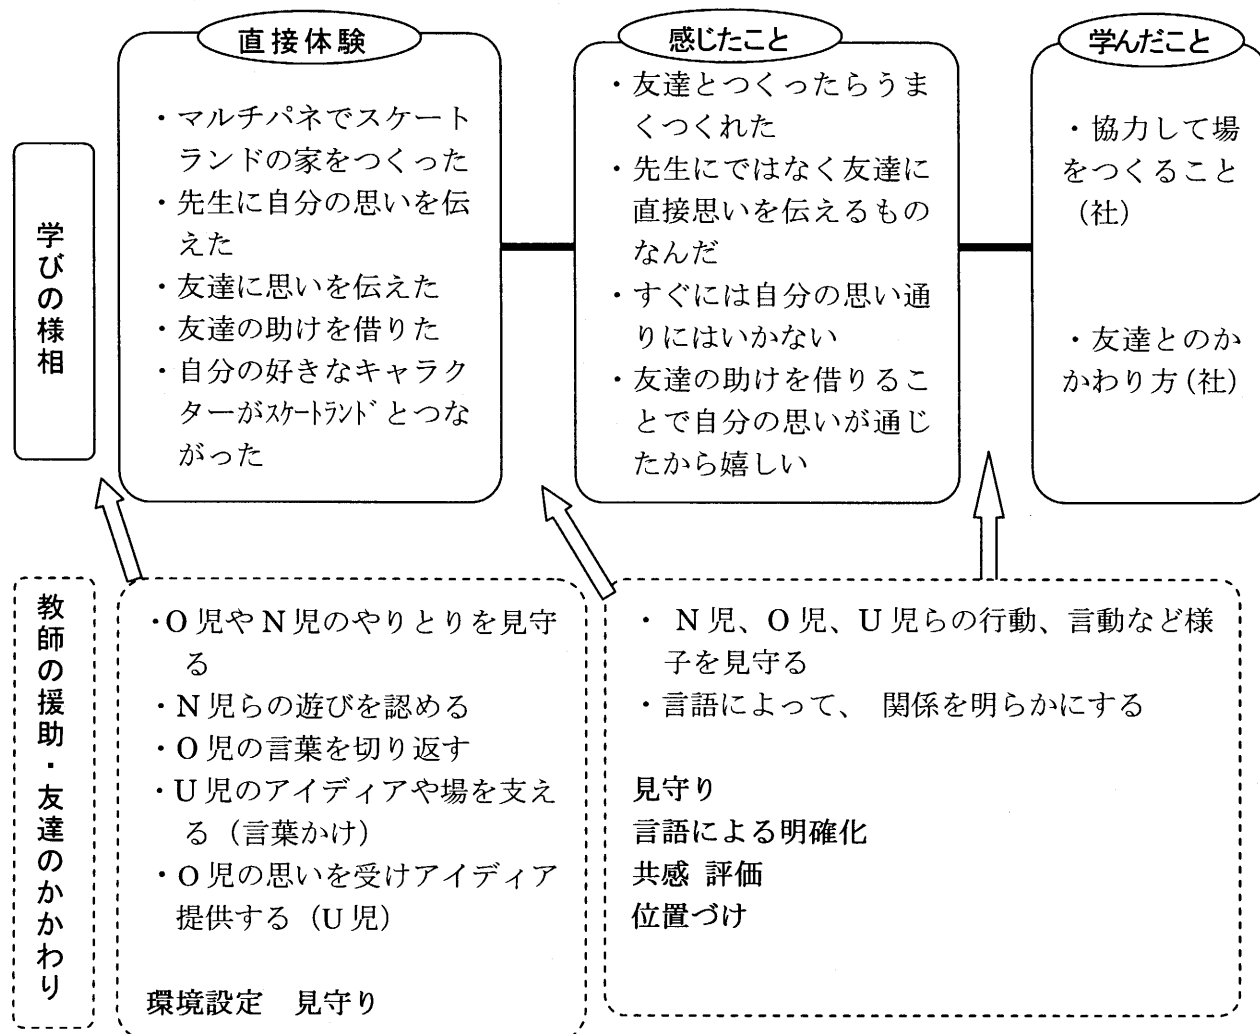 直接体験
・マルチパネでスケート
ランドの家をつくった
・先生に自分の思いを伝
えた
・友達に思いを伝えた
・友達の助けを借りた
・自分の好きなキャラク
ターがｽｹｰﾄﾗﾝﾄﾞとつな
がった
感じたこと
・友達とつくったらうま
くつくれた
・先生にではなく友達に
直接思いを伝えるもの
なんだ
・すぐには自分の思い通
りにはいかない
・友達の助けを借りるこ
とで自分の思いが通じ
たから嬉しい
学んだこと
・協力して場
をつくること
（社）
・友達とのか
かわり方（社）
学びの様相
教師の援助・友達のかかわり
・O児やN児のやりとりを見守
る
・N児らの遊びを認める
・O児の言葉を切り返す
・U児のアイディアや場を支え
る（言葉かけ）
・O児の思いを受けアイディア
提供する（U児）
環境設定　見守り
・N児、O児、U児らの行動、言動など様
子を見守る
・言語によって、関係を明らかにする
見守り
言語による明確化
共感 評価
位置づけ